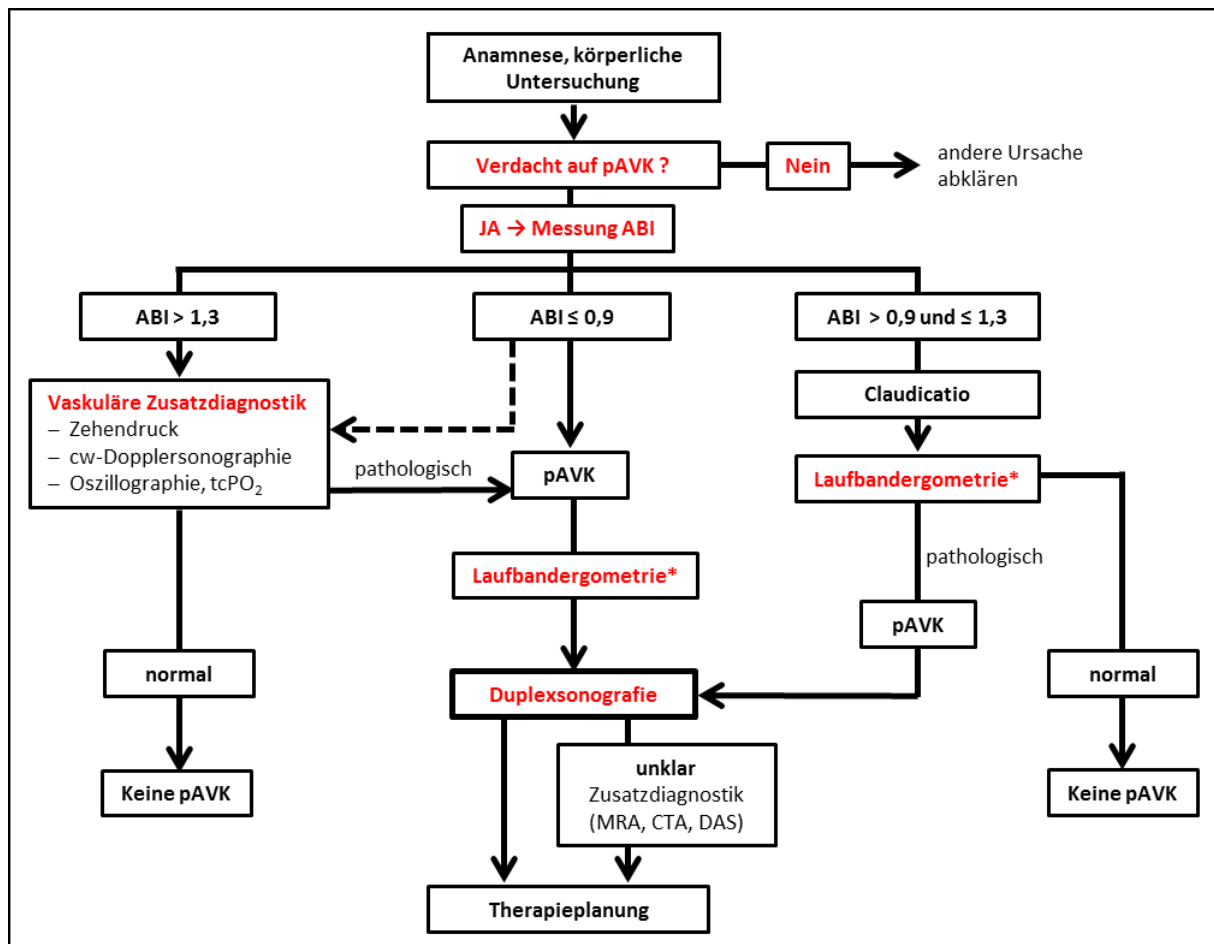 Anamnese, körperliche
Untersuchung
Verdacht auf pAVK ?
Nein
andere Ursache
abklären
JA → Messung ABI
ABI > 1,3
ABI ≤ 0,9
ABI > 0,9 und ≤ 1,3
Vaskuläre Zusatzdiagnostik
– Zehendruck
– cw-Dopplersonographie
– Oszillographie, tcPO₂
pathologisch
pAVK
Claudicatio
Laufbandergometrie*
Laufbandergometrie*
pathologisch
pAVK
normal
Duplexsonografie
normal
Keine pAVK
unklar
Zusatzdiagnostik
(MRA, CTA, DAS)
Keine pAVK
Therapieplanung